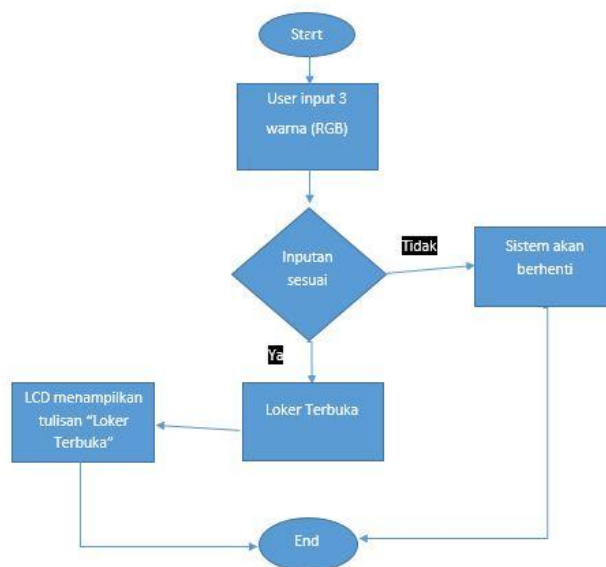 Start
User input 3
warna (RGB)
Inputan
sesuai
Tidak
Sistem akan
berhenti
Ya
Loker Terbuka
LCD menampilkan
tulisan “Loker
Terbuka”
End